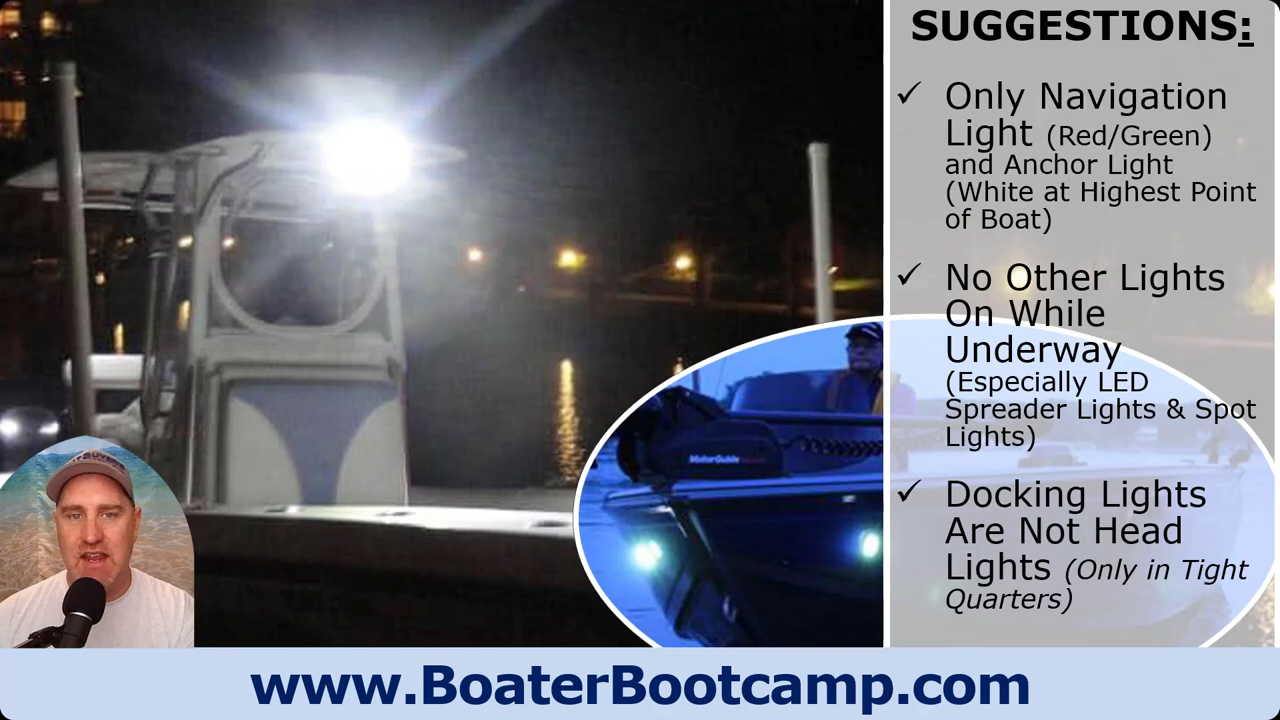 SUGGESTIONS:
✓ Only Navigation
Light (Red/Green)
and Anchor Light
(White at Highest Point
of Boat)
✓ No Other Lights
On While
Underway
(Especially LED
Spreader Lights & Spot
Lights)
✓ Docking Lights
Are Not Head
Lights (Only in Tight
Quarters)
MotorGuide
www.BoaterBootcamp.com